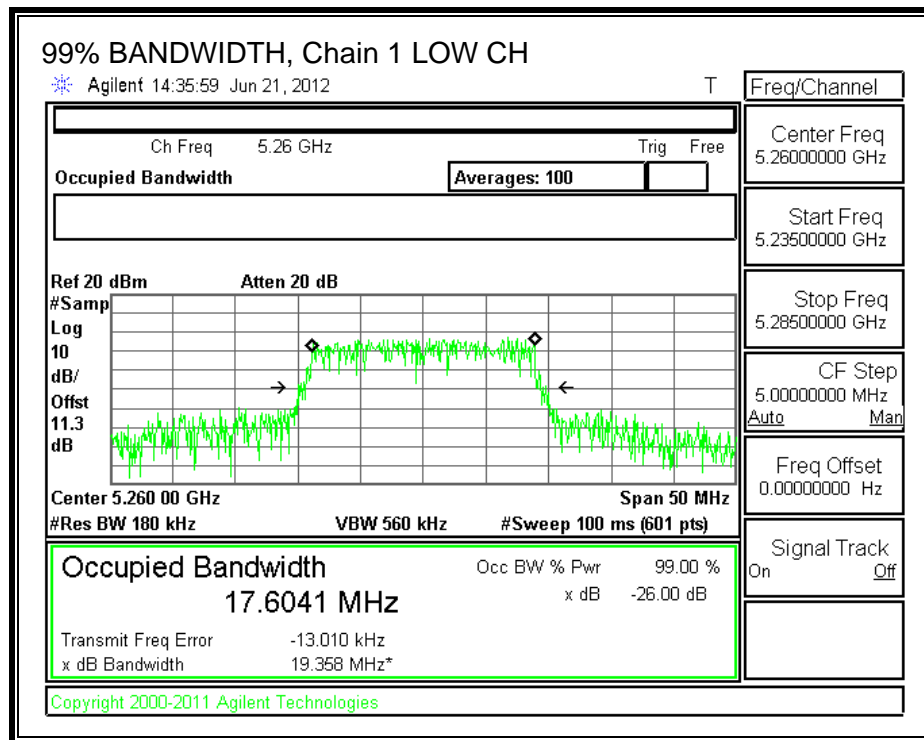 99% BANDWIDTH, Chain 1 LOW CH
Agilent 14:35:59 Jun 21, 2012 T
Freq/Channel
Ch Freq 5.26 GHz Trig Free
Occupied Bandwidth Averages: 100
Center Freq
5.26000000 GHz
Start Freq
5.23500000 GHz
Stop Freq
5.28500000 GHz
CF Step
5.00000000 MHz
Auto Man
Freq Offset
0.00000000 Hz
Signal Track
On Off
Ref 20 dBm Atten 20 dB
#Samp
Log
10
dB/
Offst
11.3
dB
Center 5.260 00 GHz Span 50 MHz
#Res BW 180 kHz VBW 560 kHz #Sweep 100 ms (601 pts)
Occupied Bandwidth Occ BW % Pwr 99.00 %
17.6041 MHz x dB -26.00 dB
Transmit Freq Error -13.010 kHz
x dB Bandwidth 19.358 MHz*
Copyright 2000-2011 Agilent Technologies